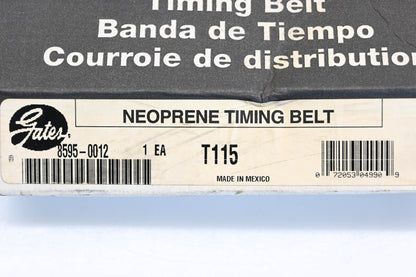 Timing Belt
Banda de Tiempo
Courroie de distribution
Gates
NEOPRENE TIMING BELT
8595-0012 1 EA T115
MADE IN MEXICO
0 72053 04990 9